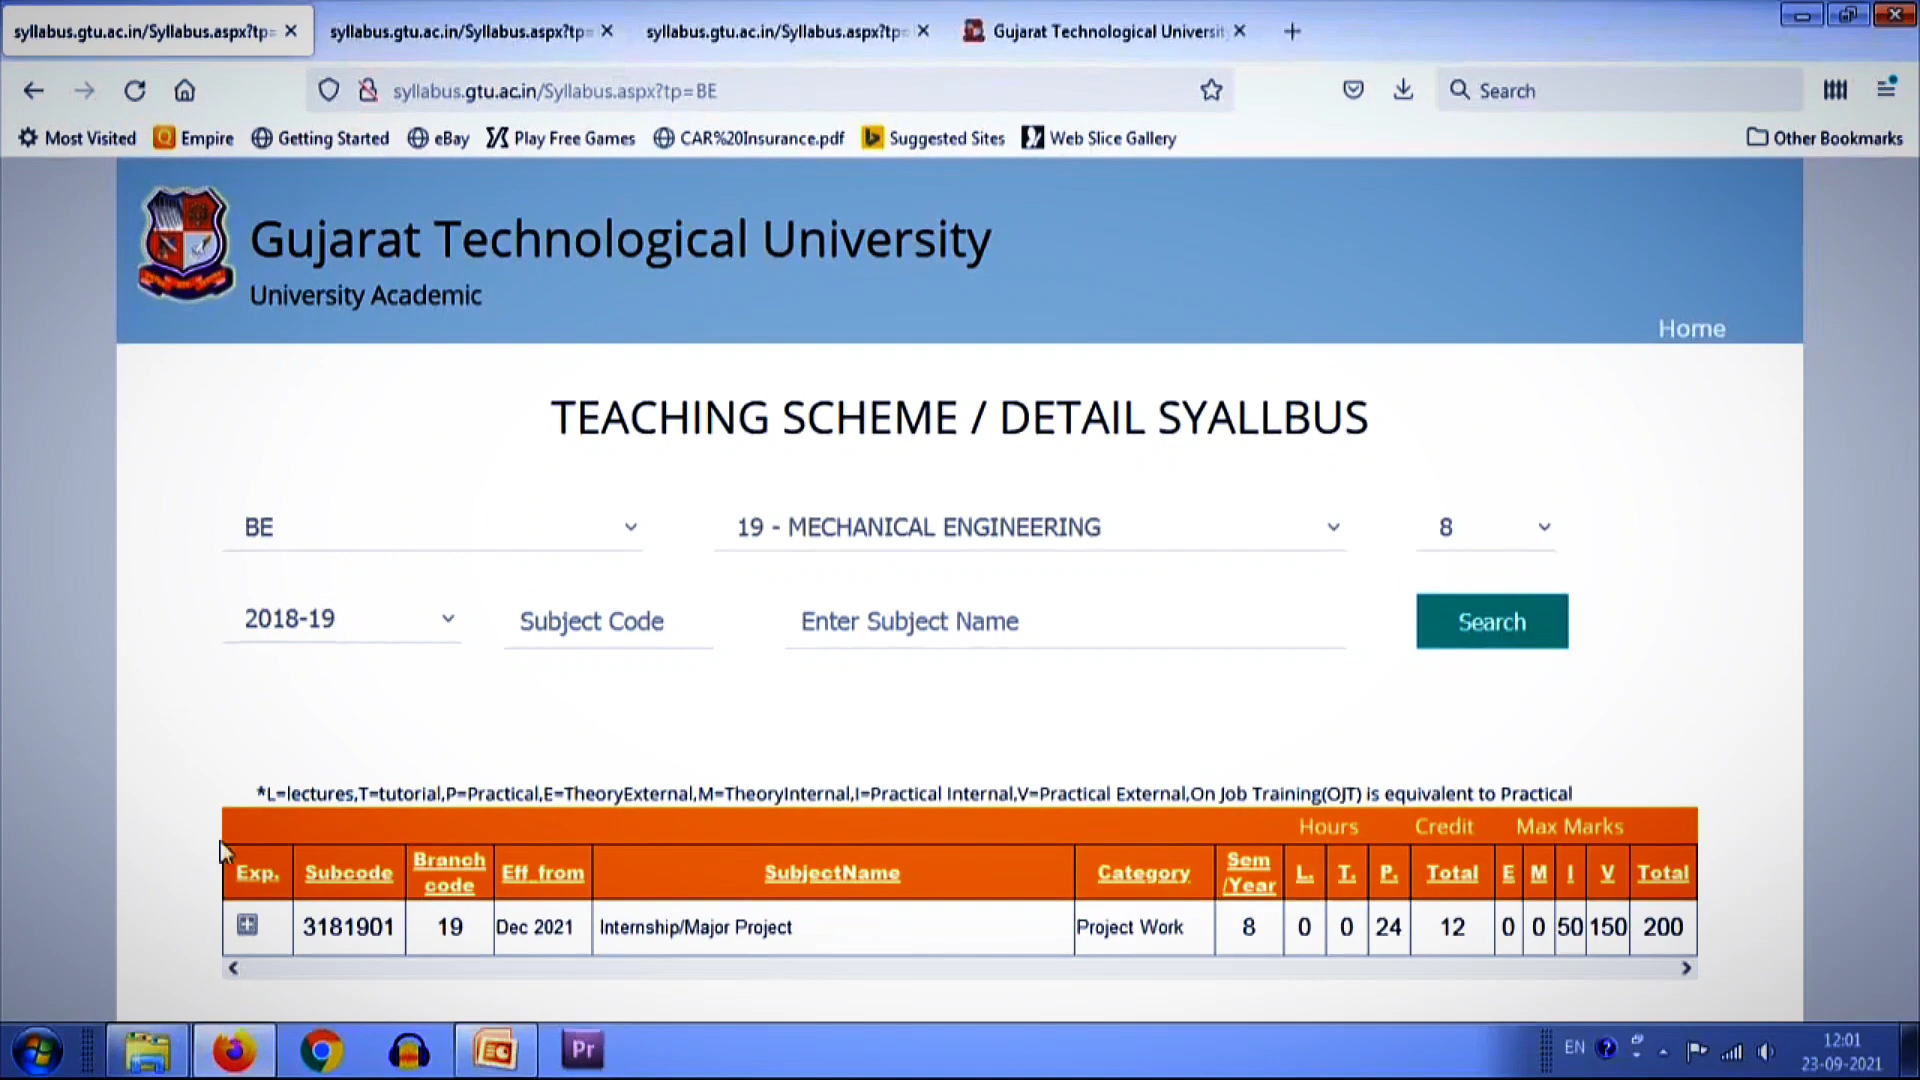 syllabus.gtu.ac.in/Syllabus.aspx?tp= syllabus.gtu.ac.in/Syllabus.aspx?tp= syllabus.gtu.ac.in/Syllabus.aspx?tp= Gujarat Technological Universit
syllabus.gtu.ac.in/Syllabus.aspx?tp=BE Search
Most Visited Empire Getting Started eBay Play Free Games CAR%20Insurance.pdf Suggested Sites Web Slice Gallery Other Bookmarks
Gujarat Technological University
University Academic
Home
TEACHING SCHEME / DETAIL SYALLBUS
BE 19 - MECHANICAL ENGINEERING 8
2018-19 Subject Code Enter Subject Name Search
*L=lectures,T=tutorial,P=Practical,E=TheoryExternal,M=TheoryInternal,I=Practical Internal,V=Practical External,On Job Training(OJT) is equivalent to Practical
Hours Credit Max Marks
Exp. Subcode Branch code Eff_from SubjectName Category Sem /Year L. T. P. Total E M I V Total
3181901 19 Dec 2021 Internship/Major Project Project Work 8 0 0 24 12 0 0 50 150 200
Pr EN 12:01
23-09-2021